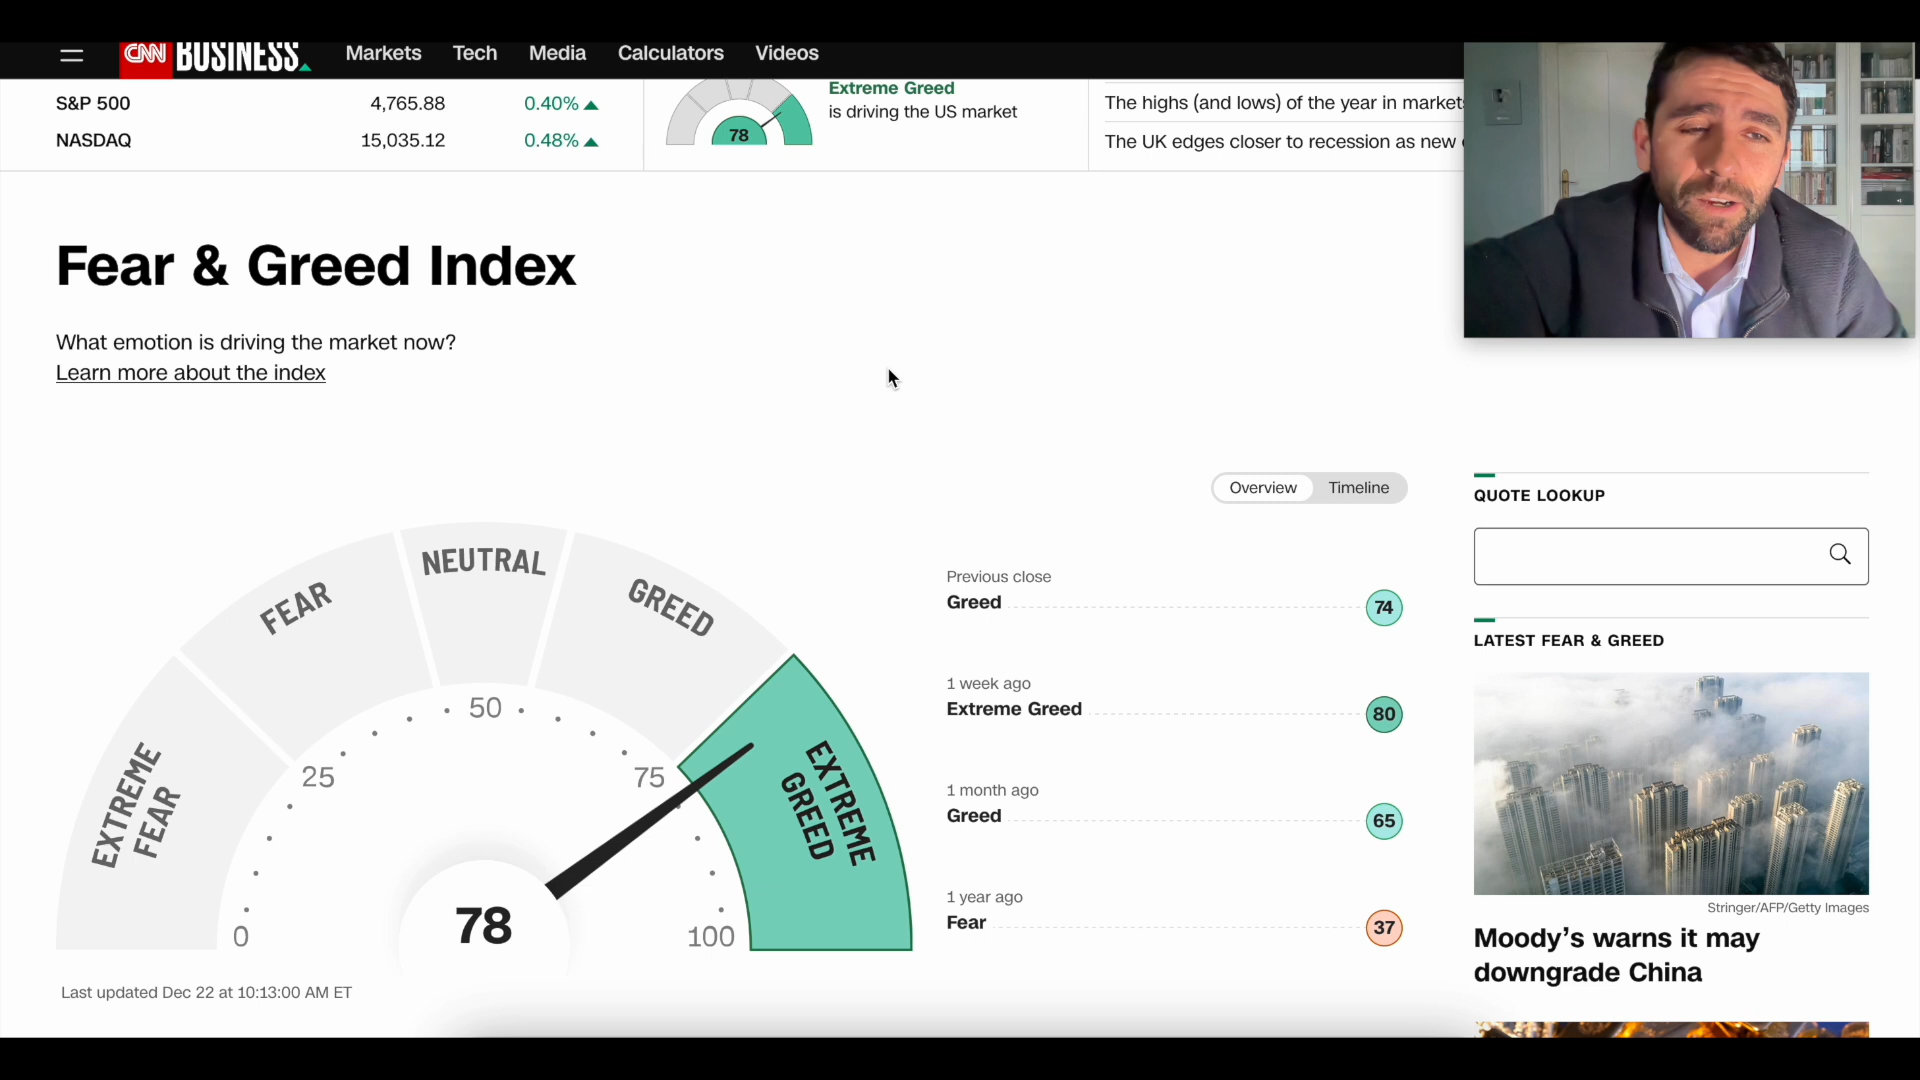 CNN BUSINESS Markets Tech Media Calculators Videos
S&P 500 4,765.88 0.40%
NASDAQ 15,035.12 0.48%
78
Extreme Greed
is driving the US market
The highs (and lows) of the year in market
The UK edges closer to recession as new
Fear & Greed Index
What emotion is driving the market now?
Learn more about the index
Overview Timeline
EXTREME
FEAR
FEAR
NEUTRAL
GREED
EXTREME
GREED
0
25
50
75
100
78
Last updated Dec 22 at 10:13:00 AM ET
Previous close
Greed 74
1 week ago
Extreme Greed 80
1 month ago
Greed 65
1 year ago
Fear 37
QUOTE LOOKUP
LATEST FEAR & GREED
Stringer/AFP/Getty Images
Moody’s warns it may
downgrade China